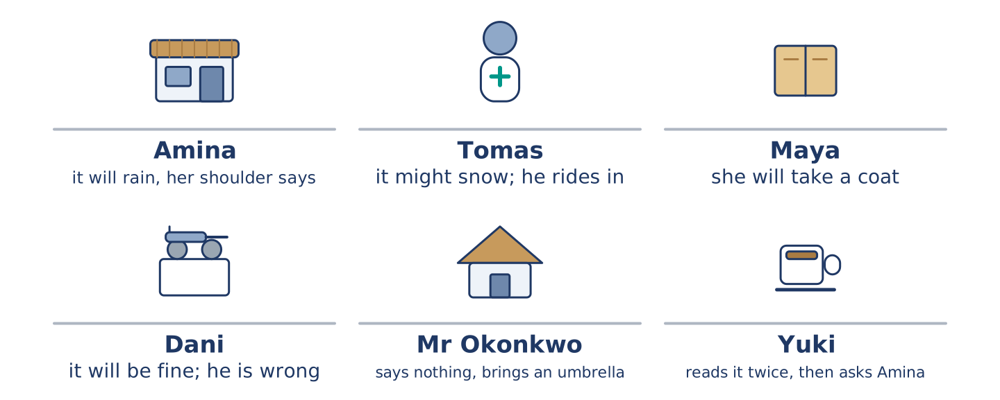 Amina
it will rain, her shoulder says
Tomas
it might snow; he rides in
Maya
she will take a coat
Dani
it will be fine; he is wrong
Mr Okonkwo
says nothing, brings an umbrella
Yuki
reads it twice, then asks Amina